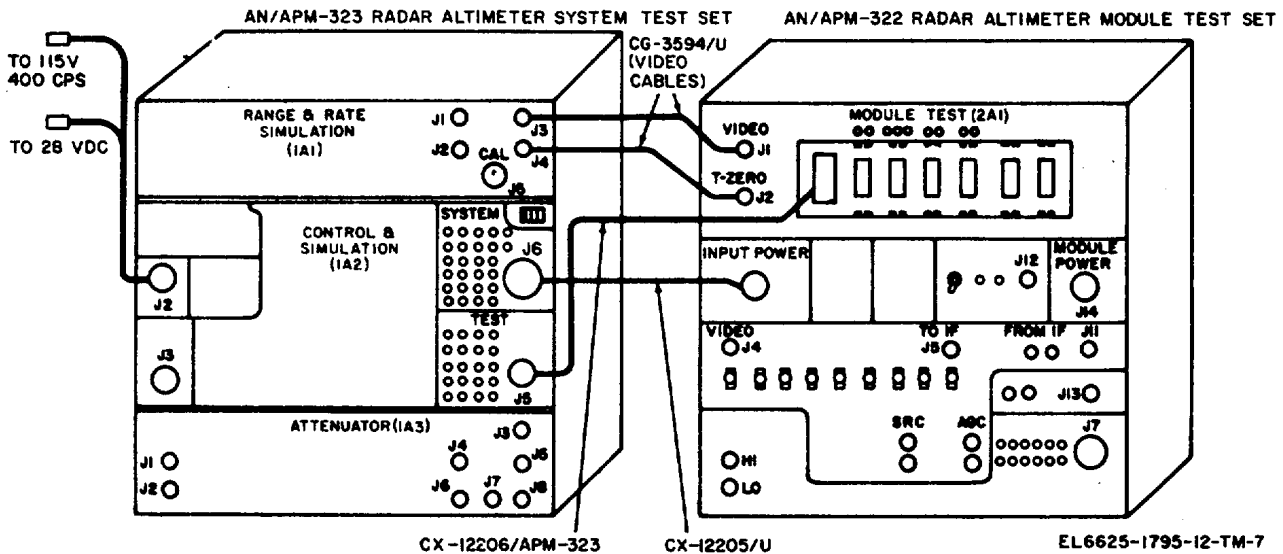 AN/APM-323 RADAR ALTIMETER SYSTEM TEST SET
AN/APM-322 RADAR ALTIMETER MODULE TEST SET
TO 115V
400 CPS
TO 28 VDC
CG-3594/U
(VIDEO
CABLES)
RANGE & RATE
SIMULATION
(1A1)
J1
J2
J3
J4
CAL
J5
SYSTEM
CONTROL &
SIMULATION
(1A2)
J6
J2
TEST
J3
J5
ATTENUATOR (1A3)
J1
J2
J3
J4
J5
J6
J7
J8
MODULE TEST (2A1)
VIDEO
J1
T-ZERO
J2
INPUT POWER
J12
MODULE
POWER
J14
VIDEO
J4
TO IF
J5
FROM IF
J11
J13
SRC
AGC
J7
HI
LO
CX-12206/APM-323
CX-12205/U
EL6625-1795-12-TM-7